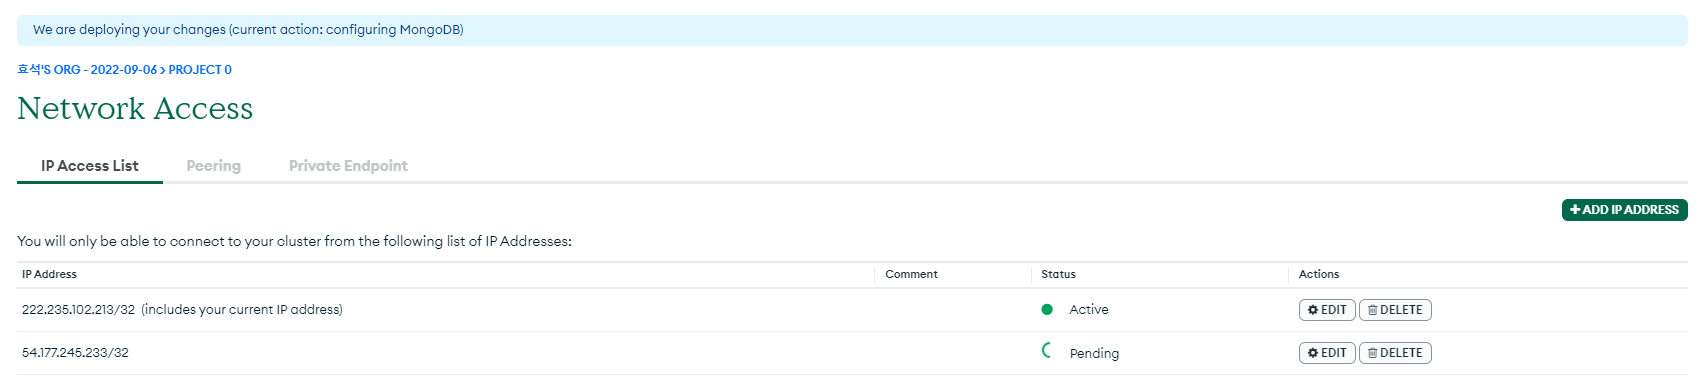 We are deploying your changes (current action: configuring MongoDB)
효석'S ORG - 2022-09-06 > PROJECT 0
Network Access
IP Access List Peering Private Endpoint
+ ADD IP ADDRESS
You will only be able to connect to your cluster from the following list of IP Addresses:
IP Address Comment Status Actions
222.235.102.213/32 (includes your current IP address) Active EDIT DELETE
54.177.245.233/32 Pending EDIT DELETE